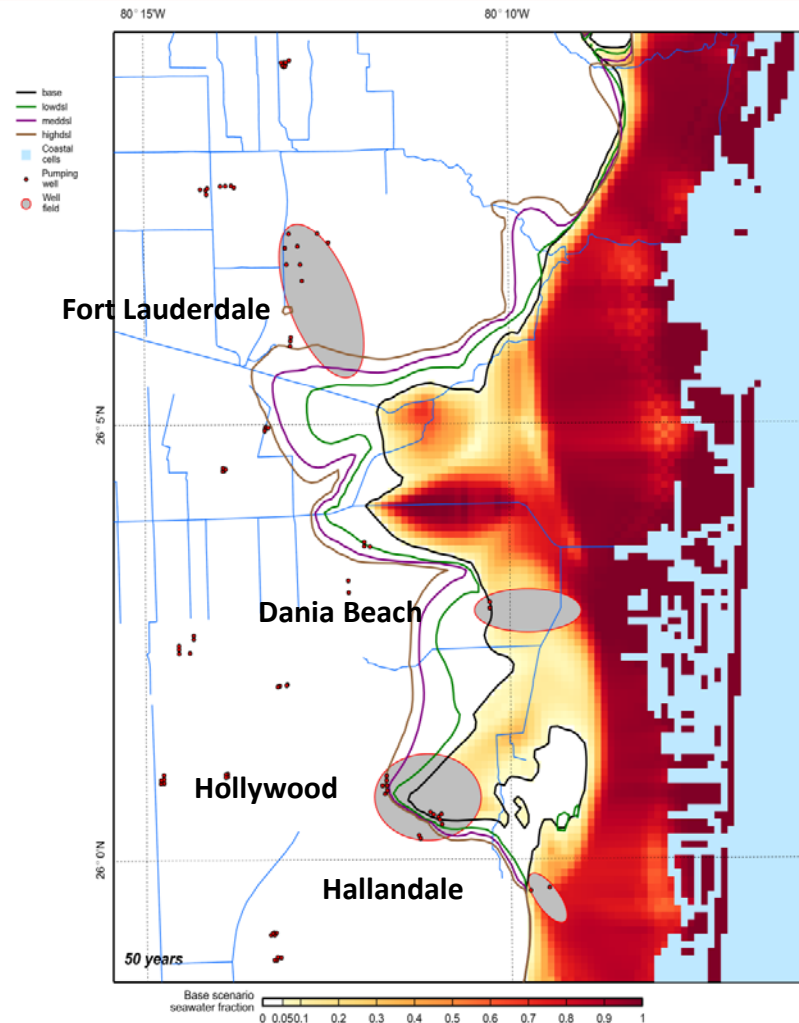 80°15'W
80°10'W
base
lowdsl
meddsl
highdsl
Coastal
cells
Pumping
well
Well
field
Fort Lauderdale
26°5'N
Dania Beach
Hollywood
26°0'N
Hallandale
50 years
Base scenario
seawater fraction
0 0.05 0.1 0.2 0.3 0.4 0.5 0.6 0.7 0.8 0.9 1